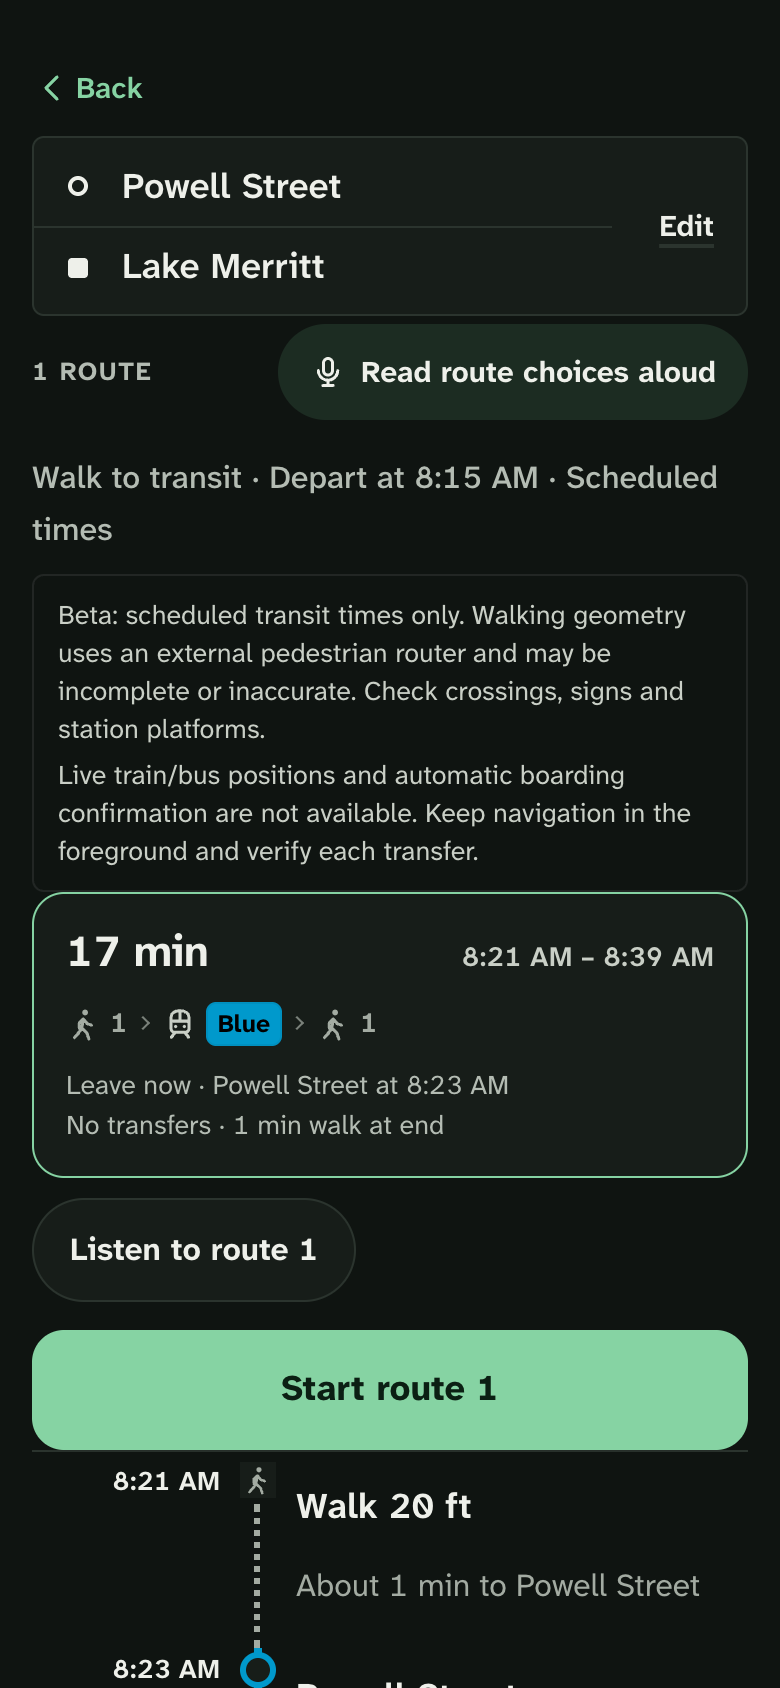 Back
Powell Street
Edit
Lake Merritt
1 ROUTE
Read route choices aloud
Walk to transit · Depart at 8:15 AM · Scheduled
times
Beta: scheduled transit times only. Walking geometry
uses an external pedestrian router and may be
incomplete or inaccurate. Check crossings, signs and
station platforms.
Live train/bus positions and automatic boarding
confirmation are not available. Keep navigation in the
foreground and verify each transfer.
17 min
8:21 AM – 8:39 AM
1 Blue 1
Leave now · Powell Street at 8:23 AM
No transfers · 1 min walk at end
Listen to route 1
Start route 1
8:21 AM
Walk 20 ft
About 1 min to Powell Street
8:23 AM